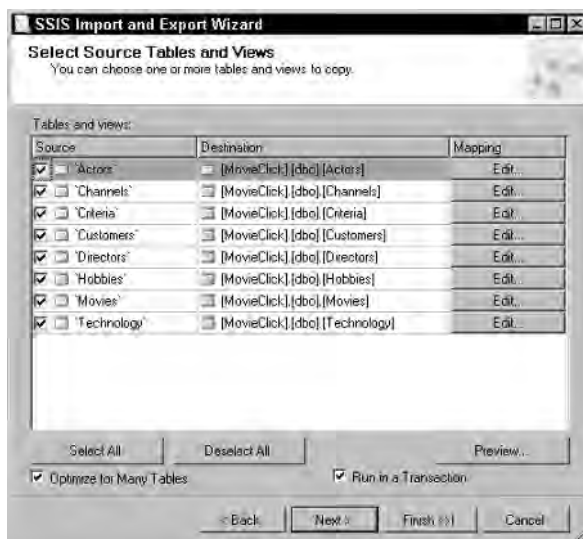 SSIS Import and Export Wizard
Select Source Tables and Views
You can choose one or more tables and views to copy.
Tables and views:
Source Destination Mapping
`Actors` [MovieClick].[dbo].[Actors] Edit...
`Channels` [MovieClick].[dbo].[Channels] Edit...
`Criteria` [MovieClick].[dbo].[Criteria] Edit...
`Customers` [MovieClick].[dbo].[Customers] Edit...
`Directors` [MovieClick].[dbo].[Directors] Edit...
`Hobbies` [MovieClick].[dbo].[Hobbies] Edit...
`Movies` [MovieClick].[dbo].[Movies] Edit...
`Technology` [MovieClick].[dbo].[Technology] Edit...
Select All Deselect All Preview...
Optimize for Many Tables Run in a Transaction
< Back Next > Finish >>| Cancel